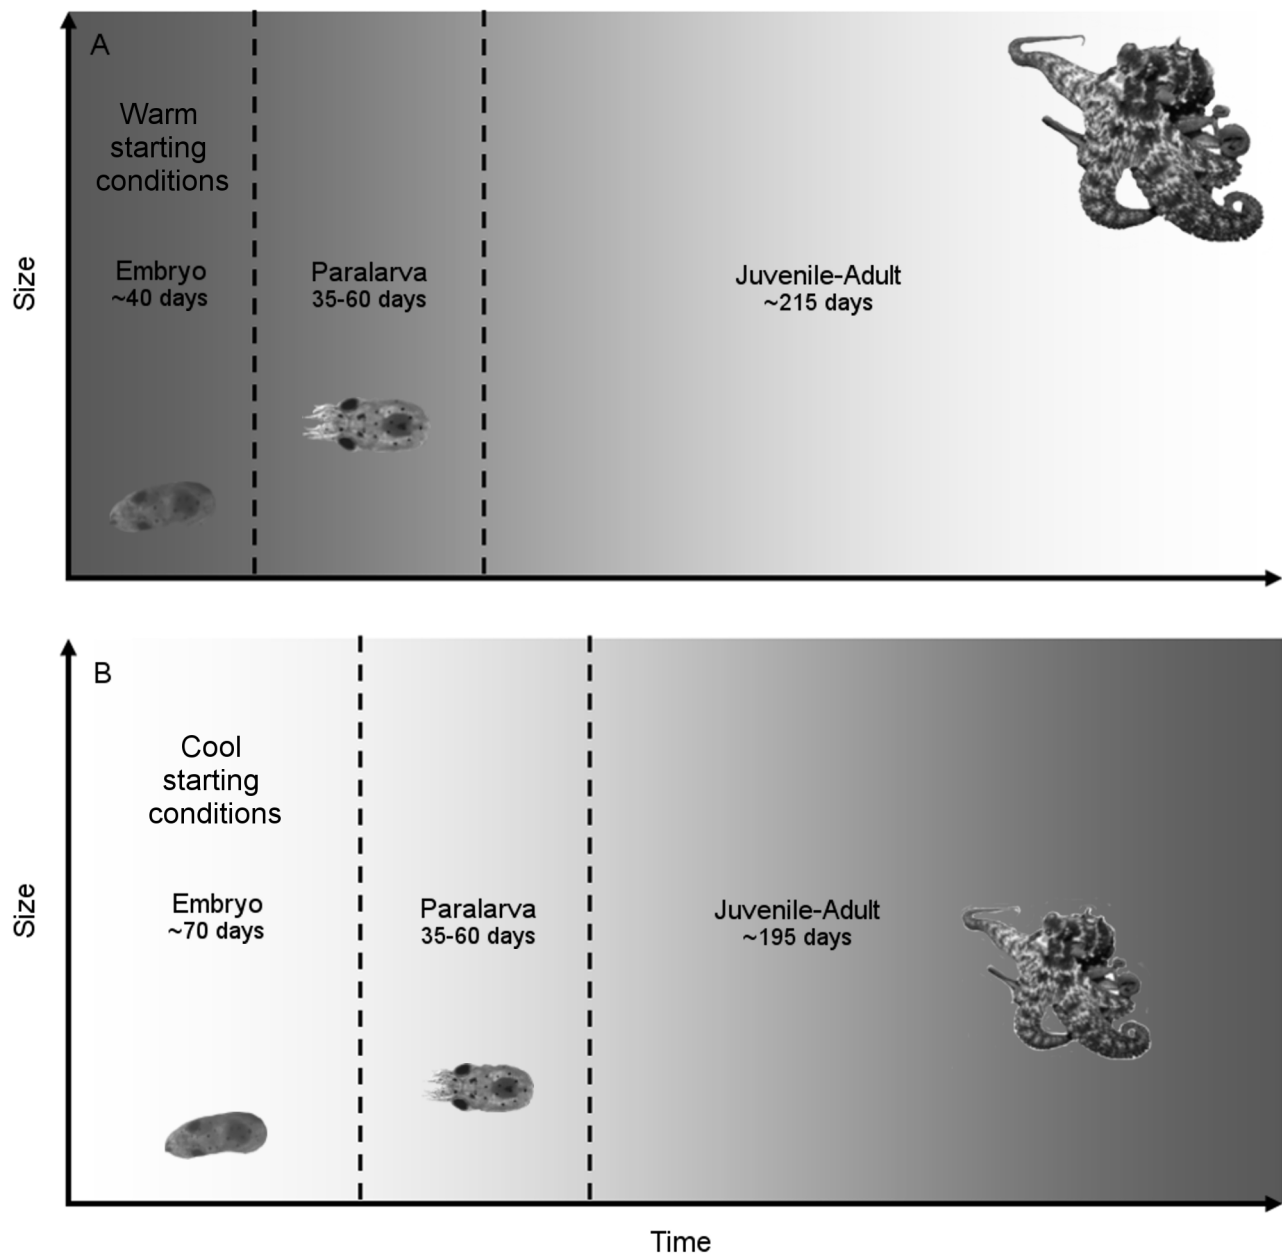 A
Warm
starting
conditions
Embryo
~40 days
Paralarva
35-60 days
Juvenile-Adult
~215 days
Size
B
Cool
starting
conditions
Embryo
~70 days
Paralarva
35-60 days
Juvenile-Adult
~195 days
Size
Time